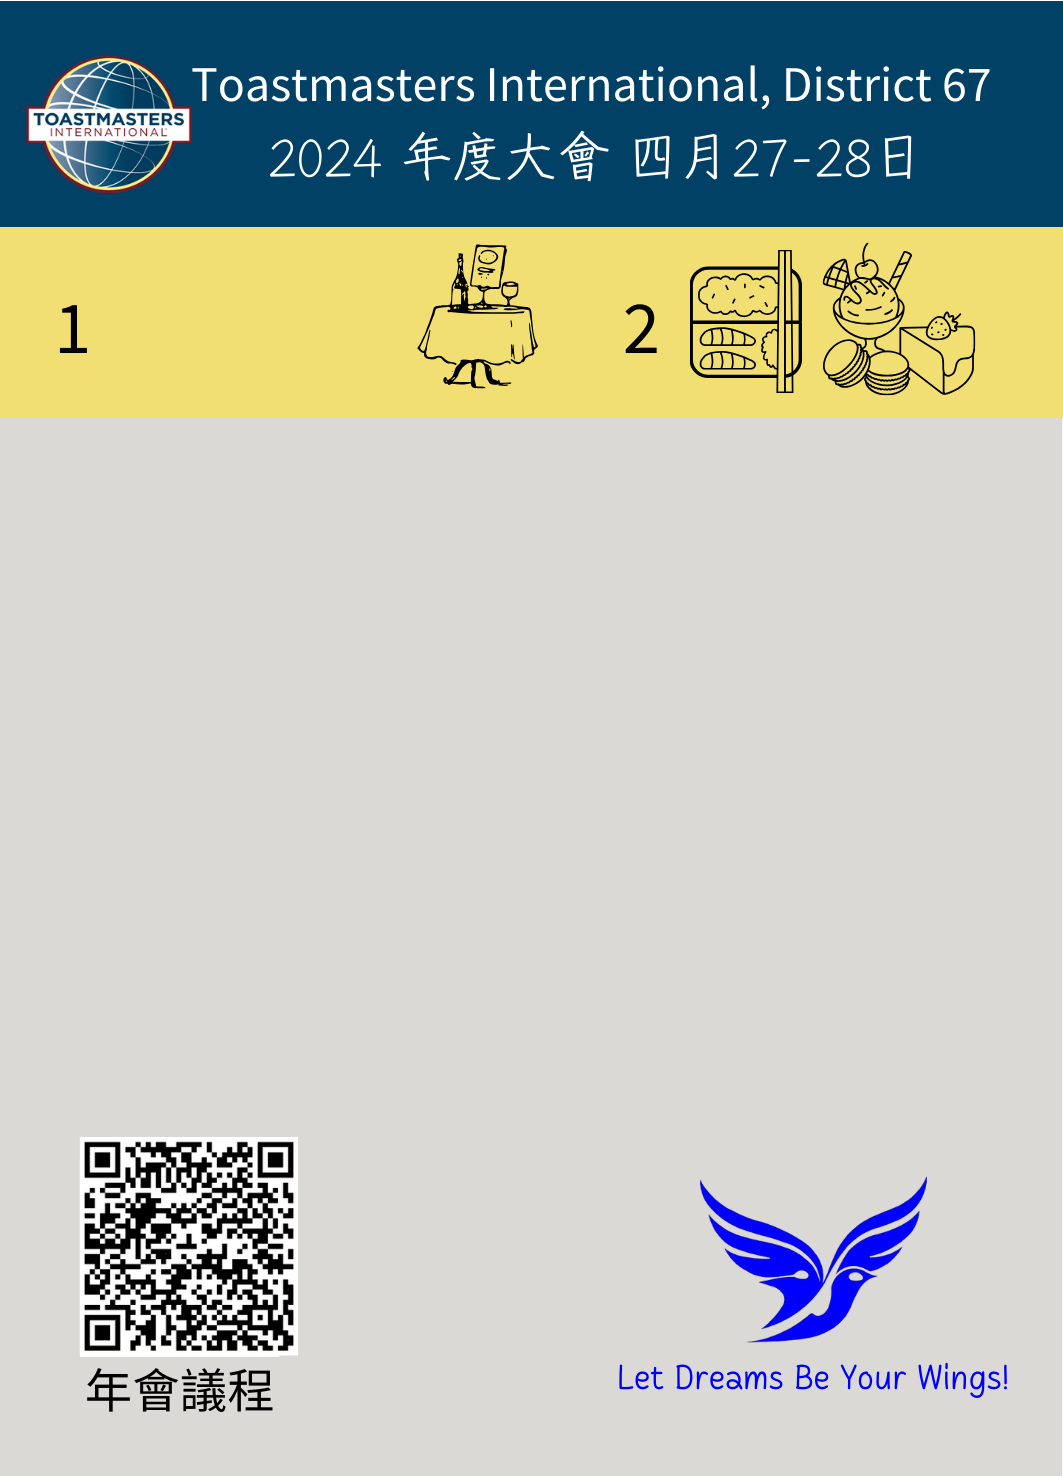 TOASTMASTERS
INTERNATIONAL
Toastmasters International, District 67
2024 年度大會 四月27-28日
1
2
年會議程
Let Dreams Be Your Wings!